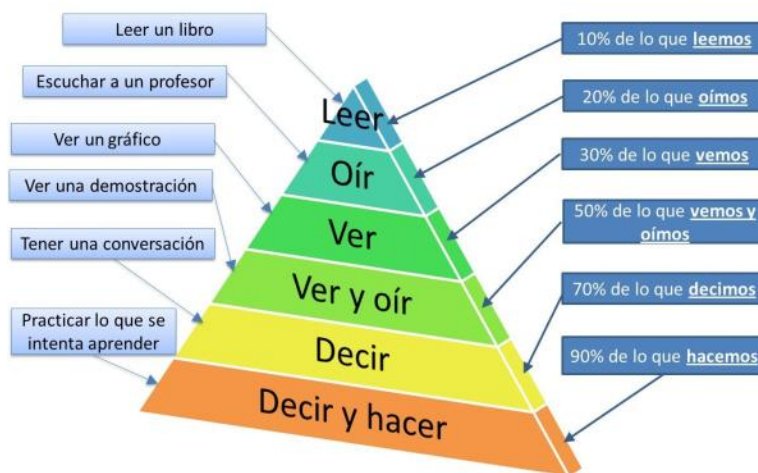 Leer un libro
Escuchar a un profesor
Ver un gráfico
Ver una demostración
Tener una conversación
Practicar lo que se
intenta aprender
Leer
Oír
Ver
Ver y oír
Decir
Decir y hacer
10% de lo que leemos
20% de lo que oímos
30% de lo que vemos
50% de lo que vemos y
oímos
70% de lo que decimos
90% de lo que hacemos